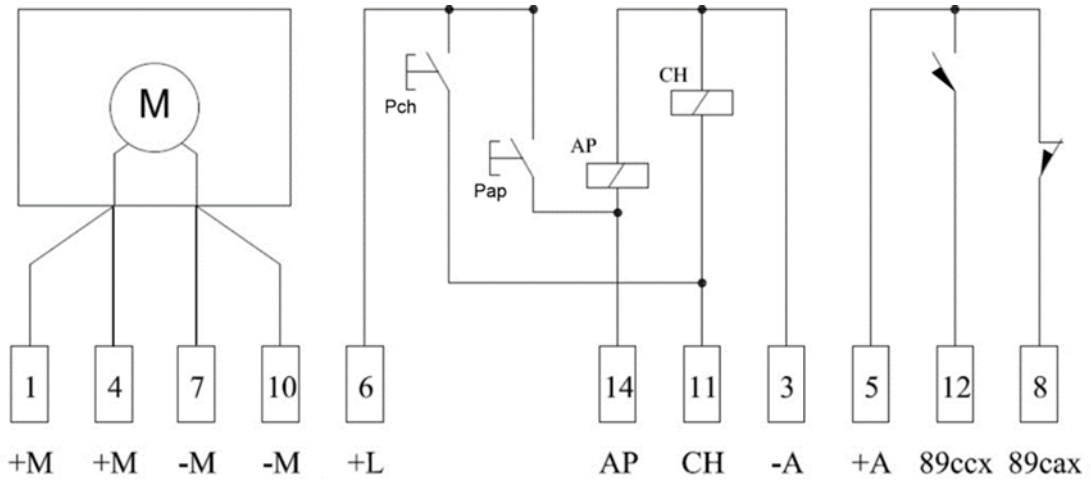 M
CH
Pch
AP
Pap
1 4 7 10 6 14 11 3 5 12 8
+M +M -M -M +L AP CH -A +A 89ccx 89cax